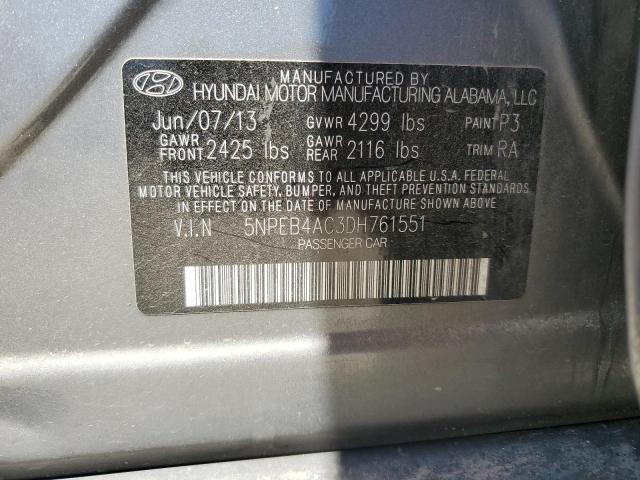 MANUFACTURED BY
HYUNDAI MOTOR MANUFACTURING ALABAMA, LLC
Jun/07/13 GVWR 4299 lbs PAINT P3
GAWR FRONT 2425 lbs GAWR REAR 2116 lbs TRIM RA
THIS VEHICLE CONFORMS TO ALL APPLICABLE U.S.A. FEDERAL
MOTOR VEHICLE SAFETY, BUMPER, AND THEFT PREVENTION STANDARDS
IN EFFECT ON THE DATE OF MANUFACTURE SHOWN ABOVE
V.I.N 5NPEB4AC3DH761551
PASSENGER CAR